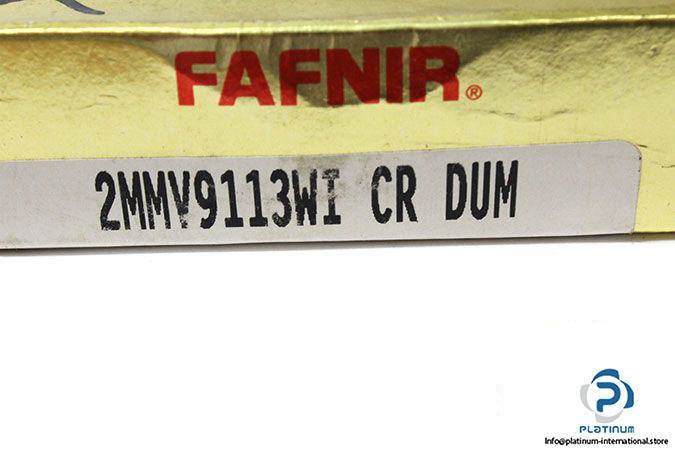 FAFNIR®
2MMV9113WI CR DUM
PLATINUM
Info@platinum-international.store